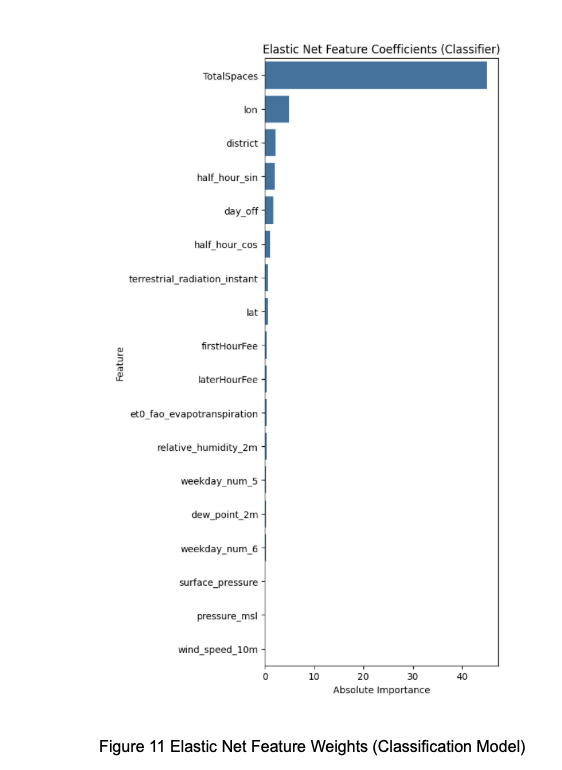 Elastic Net Feature Coefficients (Classifier)
TotalSpaces
lon
district
half_hour_sin
day_off
half_hour_cos
terrestrial_radiation_instant
lat
firstHourFee
laterHourFee
et0_fao_evapotranspiration
relative_humidity_2m
weekday_num_5
dew_point_2m
weekday_num_6
surface_pressure
pressure_msl
wind_speed_10m
Feature
0 10 20 30 40
Absolute Importance
Figure 11 Elastic Net Feature Weights (Classification Model)